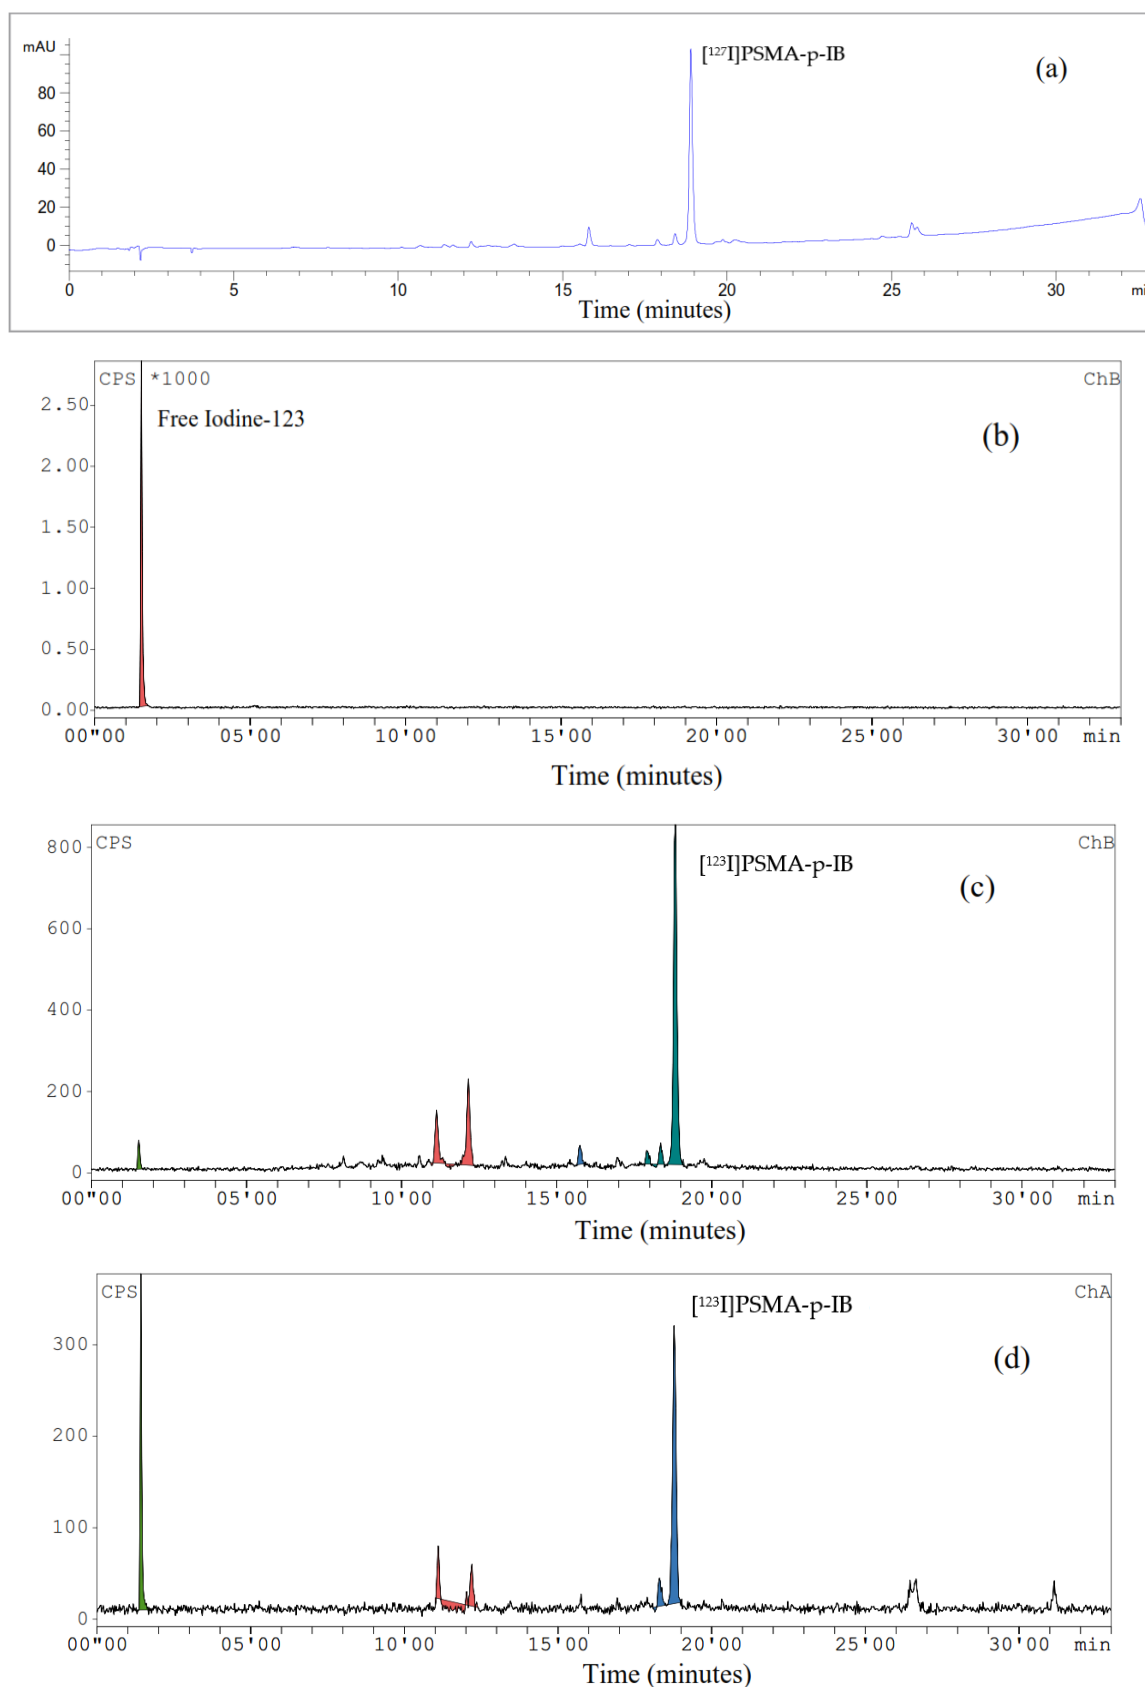 mAU
[¹²⁷I]PSMA-p-IB
(a)
80
60
40
20
0
0 5 10 15 20 25 30 mi
Time (minutes)
CPS *1000 ChB
2.50
Free Iodine-123
(b)
2.00
1.50
1.00
0.50
0.00
00"00 05'00 10'00 15'00 20'00 25'00 30'00 min
Time (minutes)
CPS ChB
800
[¹²³I]PSMA-p-IB
(c)
600
400
200
0
00"00 05'00 10'00 15'00 20'00 25'00 30'00 min
Time (minutes)
CPS ChA
[¹²³I]PSMA-p-IB
300
(d)
200
100
0
00"00 05'00 10'00 15'00 20'00 25'00 30'00 min
Time (minutes)